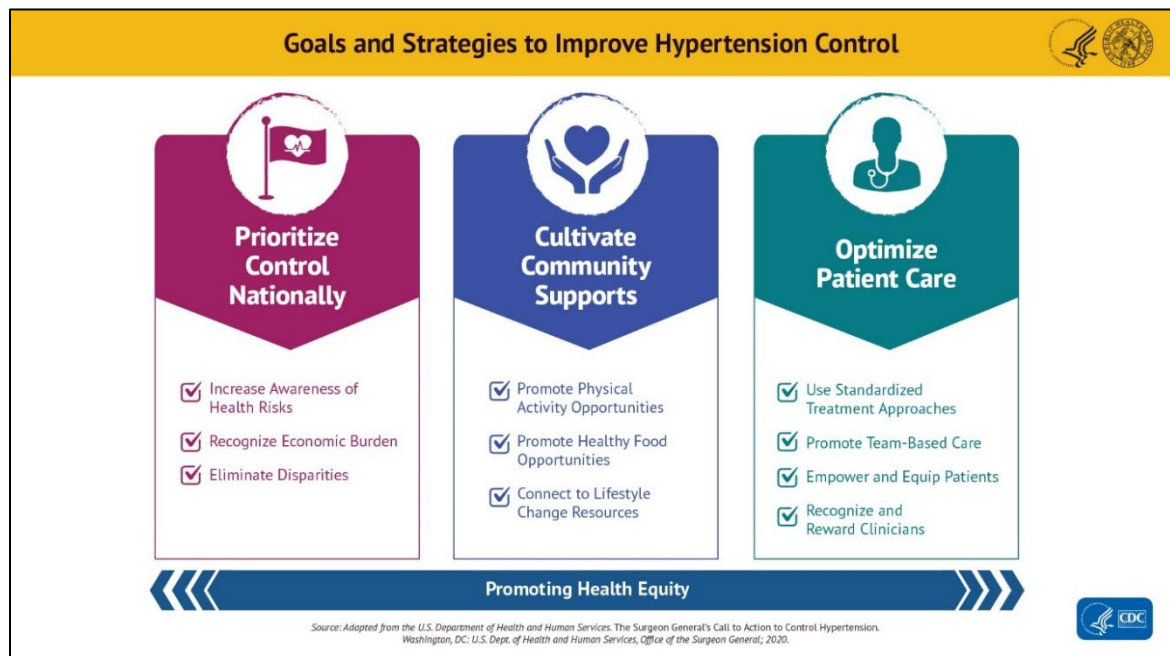 Goals and Strategies to Improve Hypertension Control
Prioritize
Control
Nationally
Increase Awareness of
Health Risks
Recognize Economic Burden
Eliminate Disparities
Cultivate
Community
Supports
Promote Physical
Activity Opportunities
Promote Healthy Food
Opportunities
Connect to Lifestyle
Change Resources
Optimize
Patient Care
Use Standardized
Treatment Approaches
Promote Team-Based Care
Empower and Equip Patients
Recognize and
Reward Clinicians
Promoting Health Equity
Source: Adapted from the U.S. Department of Health and Human Services. The Surgeon General's Call to Action to Control Hypertension.
Washington, DC: U.S. Dept. of Health and Human Services, Office of the Surgeon General; 2020.
CDC